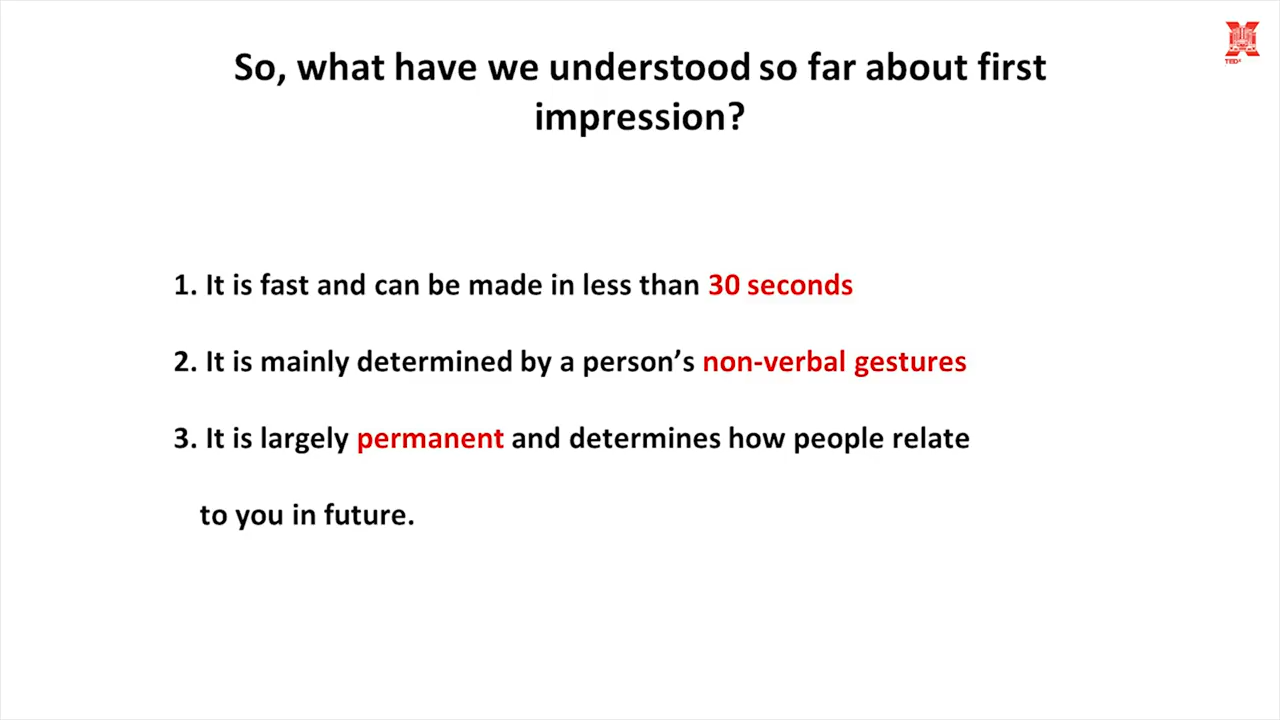 So, what have we understood so far about first
impression?
1. It is fast and can be made in less than 30 seconds
2. It is mainly determined by a person’s non-verbal gestures
3. It is largely permanent and determines how people relate
to you in future.
TEDx